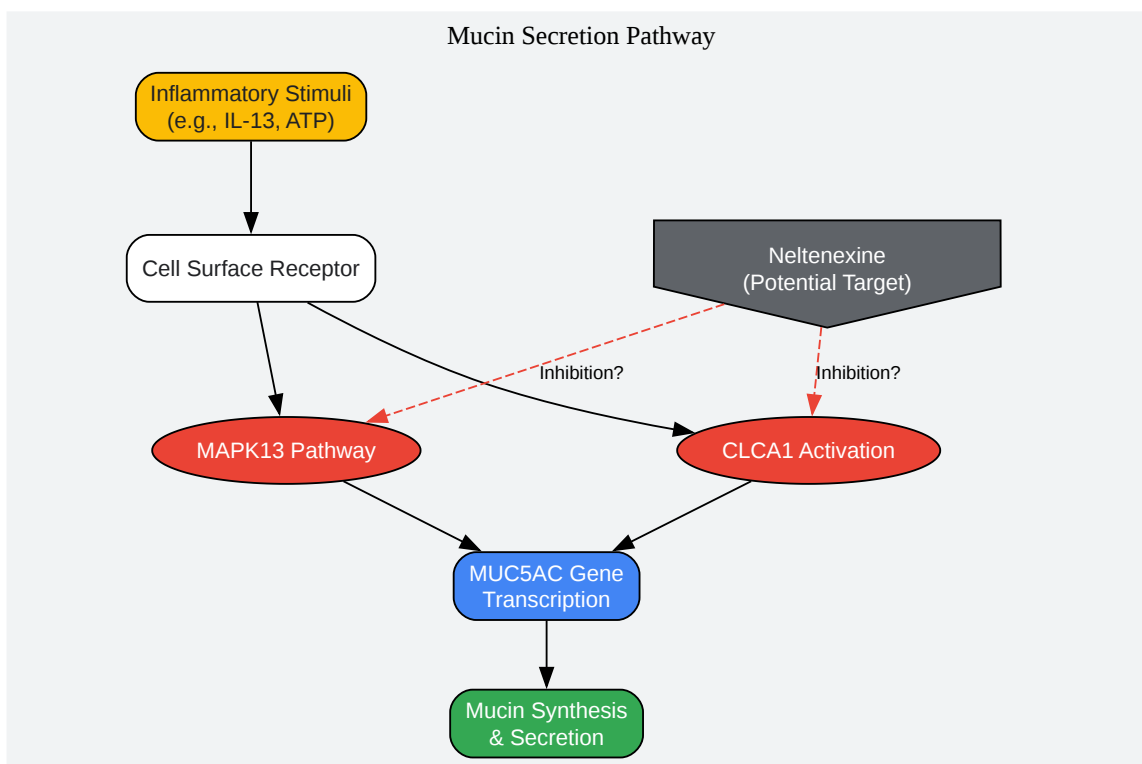 Mucin Secretion Pathway
Inflammatory Stimuli
(e.g., IL-13, ATP)
Cell Surface Receptor
Neltenexine
(Potential Target)
Inhibition?
Inhibition?
MAPK13 Pathway
CLCA1 Activation
MUC5AC Gene
Transcription
Mucin Synthesis
& Secretion